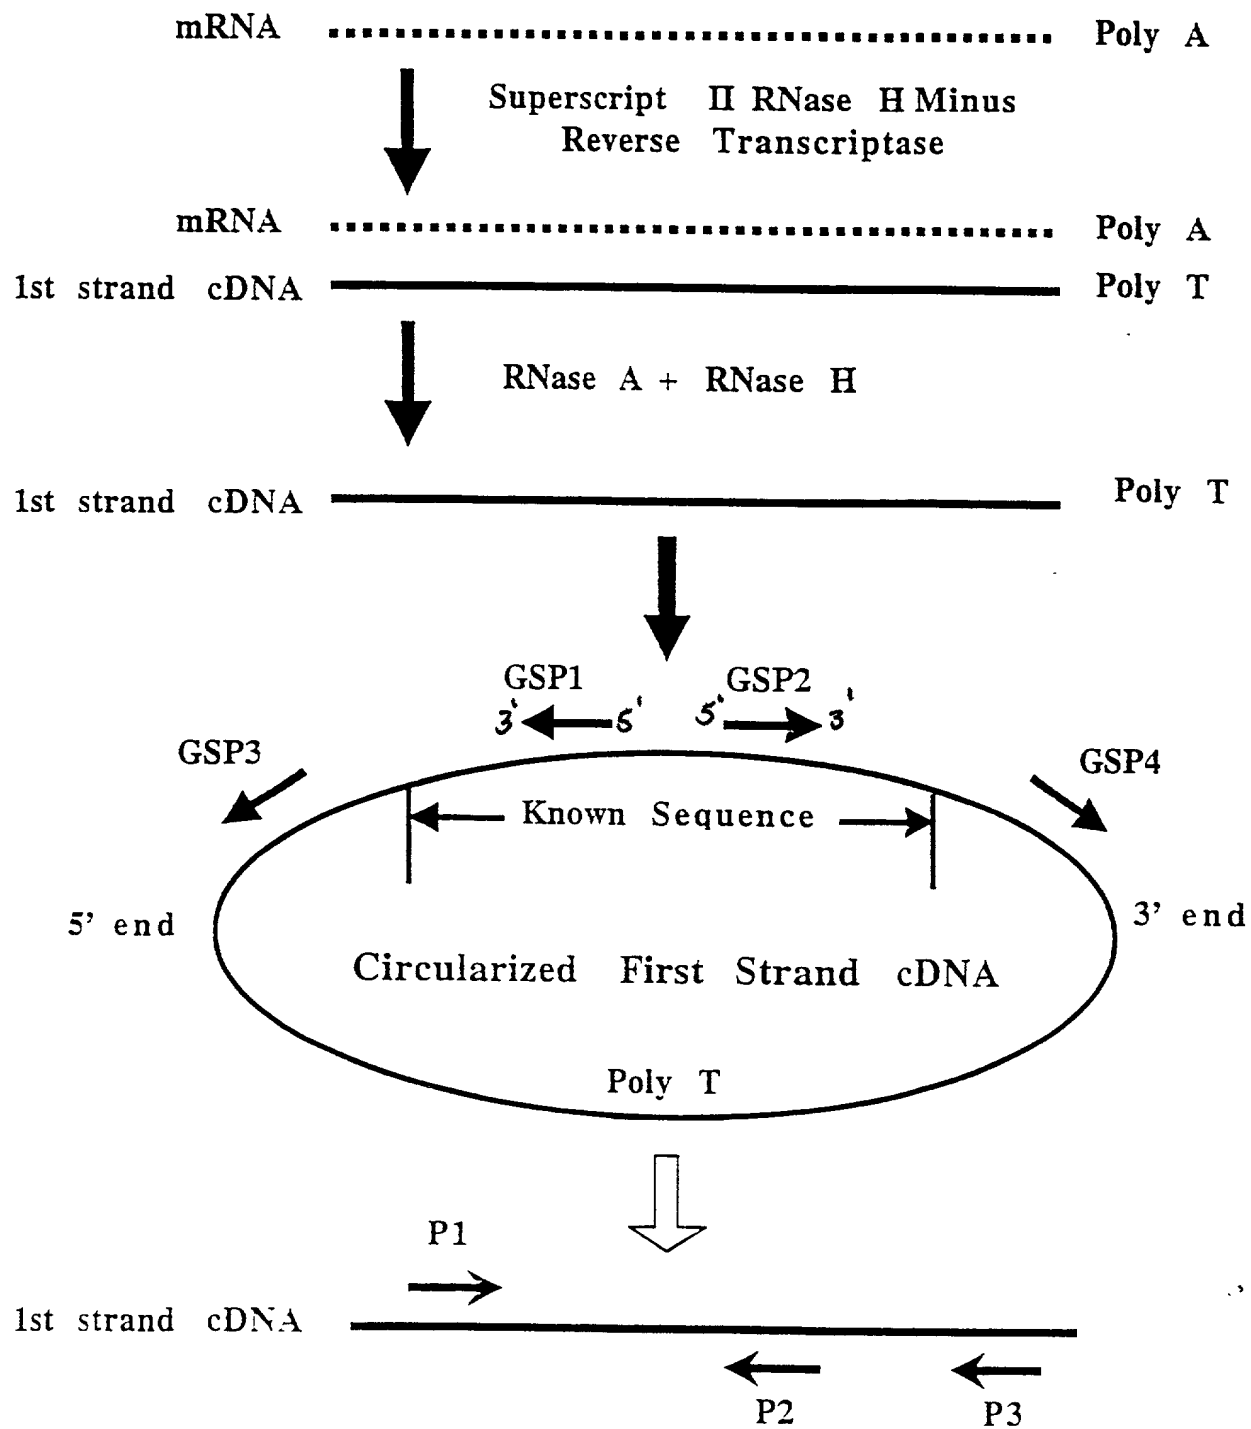 mRNA Poly A
Superscript II RNase H Minus
Reverse Transcriptase
mRNA Poly A
1st strand cDNA Poly T
RNase A + RNase H
1st strand cDNA Poly T
GSP1 GSP2
3' 5' 5' 3'
GSP3 GSP4
Known Sequence
5' end 3' end
Circularized First Strand cDNA
Poly T
P1
1st strand cDNA
P2 P3